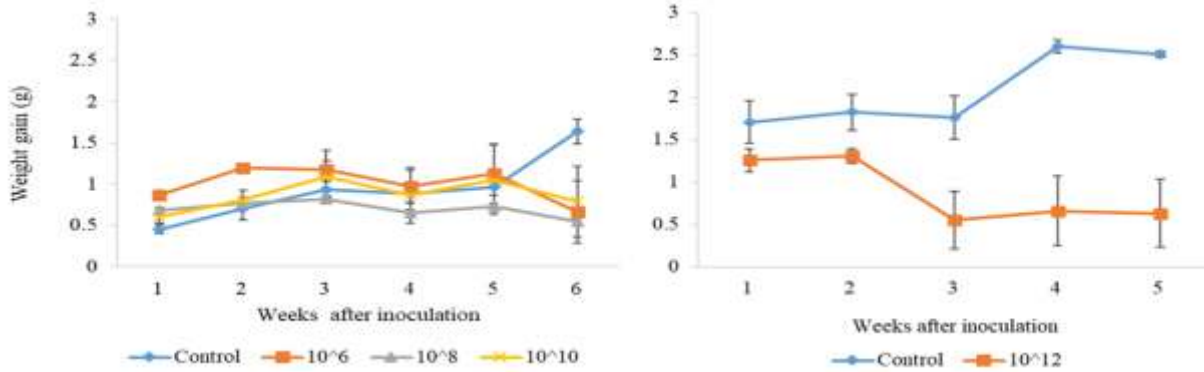 3
2.5
2
1.5
1
0.5
0
Weight gain (g)
1 2 3 4 5 6
Weeks after inoculation
Control 10^6 10^8 10^10
3
2.5
2
1.5
1
0.5
0
1 2 3 4 5
Weeks after inoculation
Control 10^12